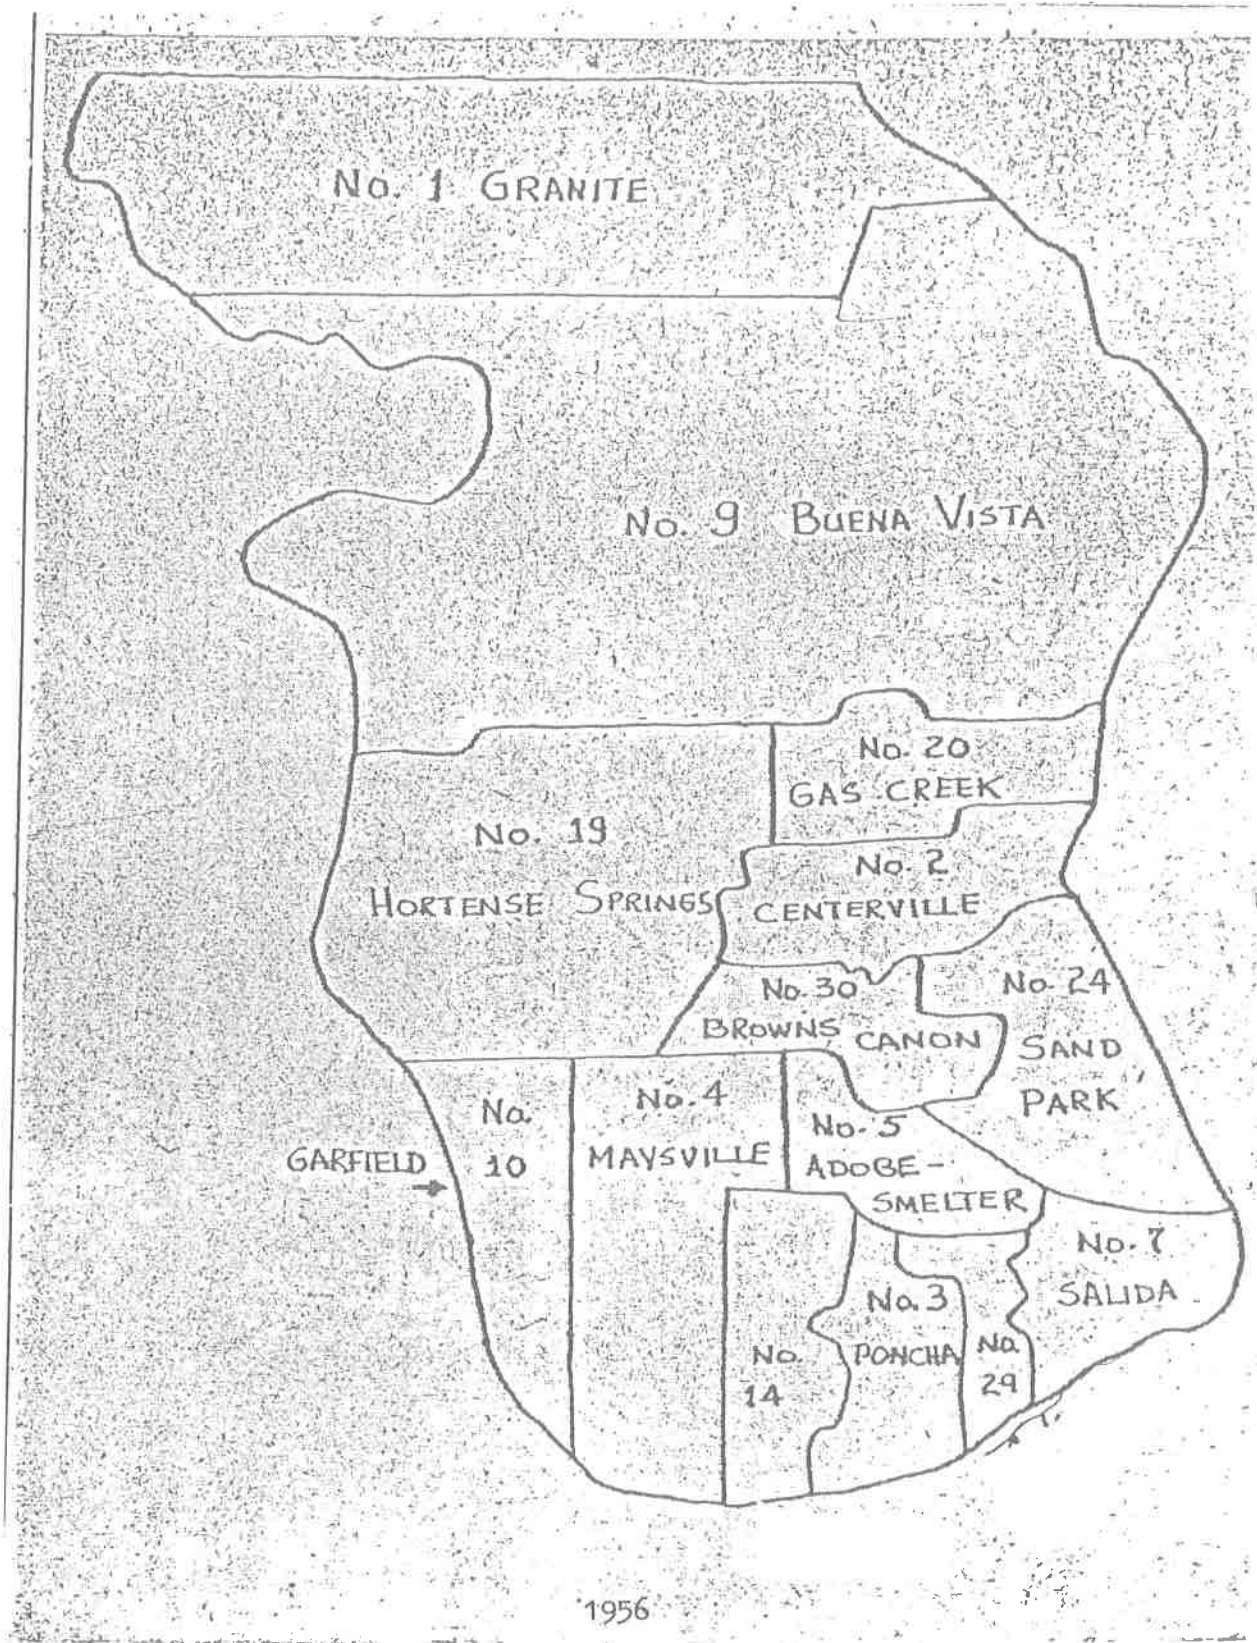 No. 1 GRANITE
No. 9 BUENA VISTA
No. 20
GAS CREEK
No. 19
HORTENSE SPRINGS
No. 2
CENTERVILLE
No. 30
BROWNS CANON
No. 24
SAND
PARK
No.
10
GARFIELD
No. 4
MAYSVILLE
No. 5
ADOBE-
SMELTER
No. 7
SALIDA
No. 3
PONCHA
No.
14
No.
29
1956